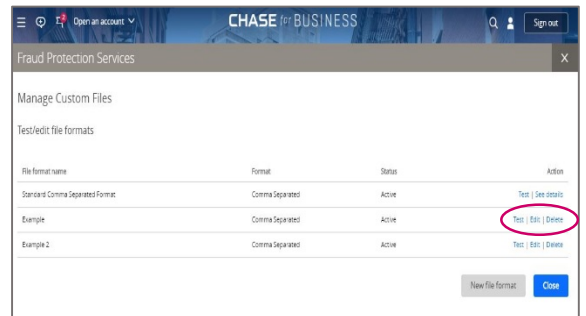 2
Open an account
CHASE for BUSINESS
Sign out
Fraud Protection Services
X
Manage Custom Files
Test/edit file formats
File format name Format Status Action
Standard Comma Separated Format Comma Separated Active Test | See details
Example Comma Separated Active Test | Edit | Delete
Example 2 Comma Separated Active Test | Edit | Delete
New file format Close